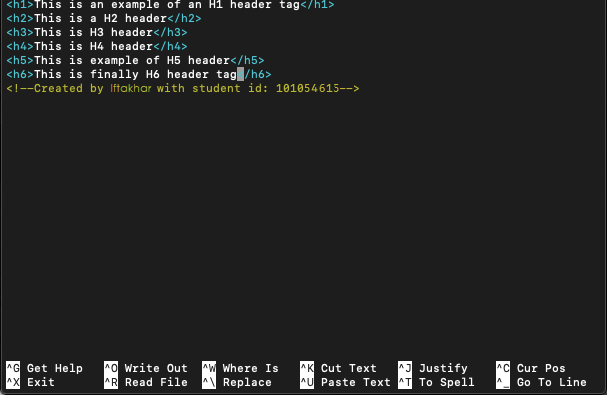 <h1>This is an example of an H1 header tag</h1>
<h2>This is a H2 header</h2>
<h3>This is H3 header</h3>
<h4>This is H4 header</h4>
<h5>This is example of H5 header</h5>
<h6>This is finally H6 header tag</h6>
<!--Created by Iftakhar with student id: 101054615-->
^G Get Help ^O Write Out ^W Where Is ^K Cut Text ^J Justify ^C Cur Pos
^X Exit ^R Read File ^\ Replace ^U Paste Text ^T To Spell ^_ Go To Line